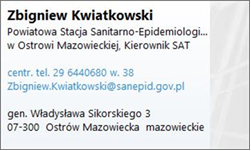 Zbigniew Kwiatkowski
Powiatowa Stacja Sanitarno-Epidemiologi...
w Ostrowi Mazowieckiej, Kierownik SAT
centr. tel. 29 6440680 w. 38
Zbigniew.Kwiatkowski@sanepid.gov.pl
gen. Władysława Sikorskiego 3
07-300 Ostrów Mazowiecka mazowieckie